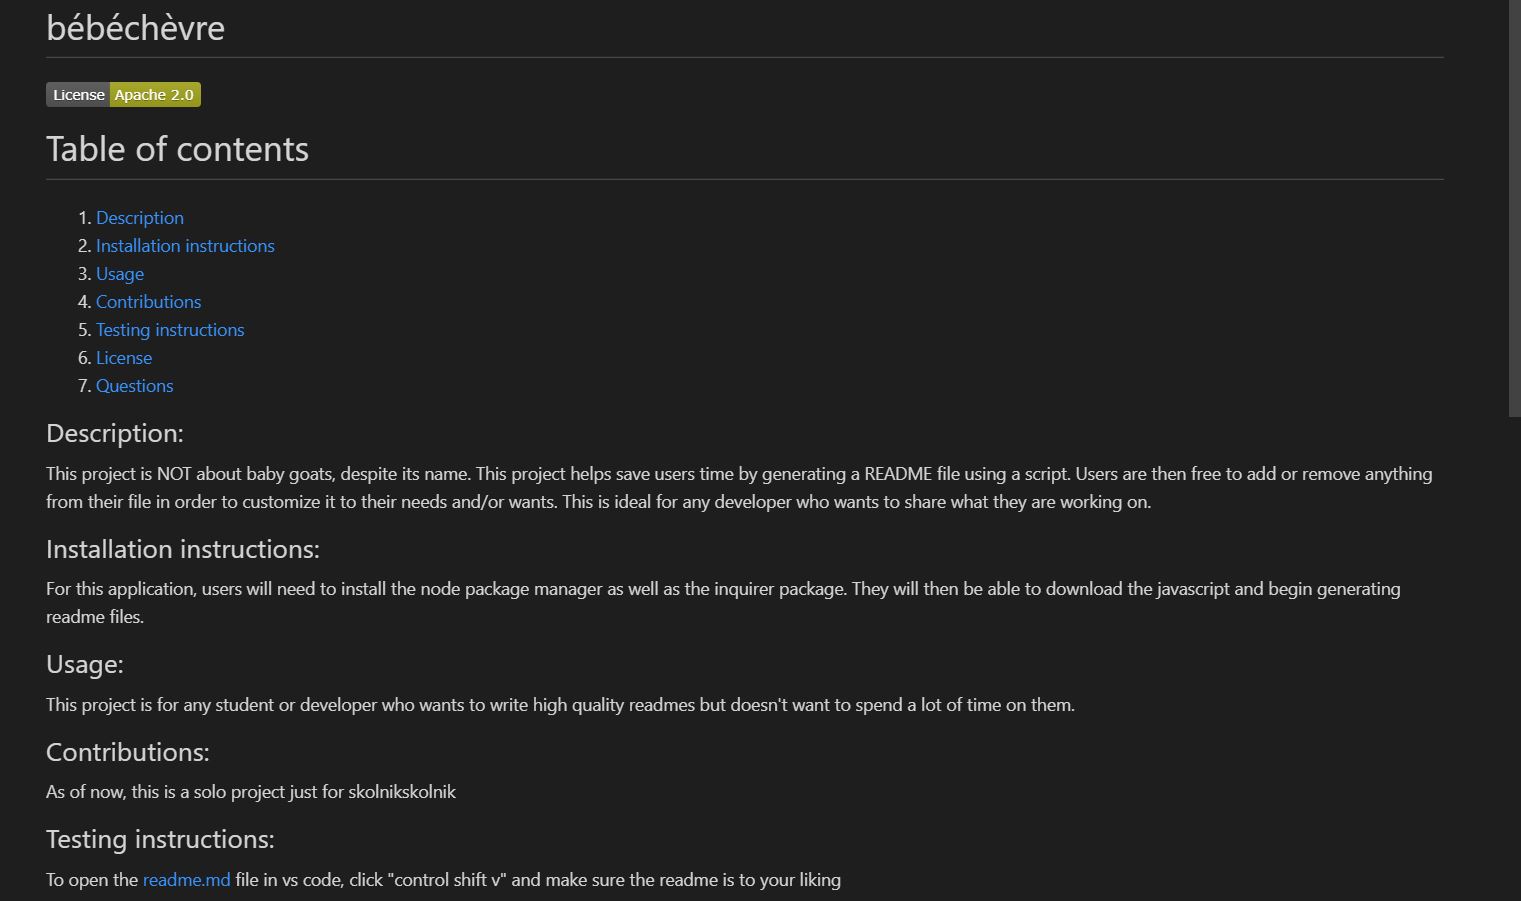 bébéchèvre
License Apache 2.0
Table of contents
1. Description
2. Installation instructions
3. Usage
4. Contributions
5. Testing instructions
6. License
7. Questions
Description:
This project is NOT about baby goats, despite its name. This project helps save users time by generating a README file using a script. Users are then free to add or remove anything
from their file in order to customize it to their needs and/or wants. This is ideal for any developer who wants to share what they are working on.
Installation instructions:
For this application, users will need to install the node package manager as well as the inquirer package. They will then be able to download the javascript and begin generating
readme files.
Usage:
This project is for any student or developer who wants to write high quality readmes but doesn't want to spend a lot of time on them.
Contributions:
As of now, this is a solo project just for skolnikskolnik
Testing instructions:
To open the readme.md file in vs code, click "control shift v" and make sure the readme is to your liking